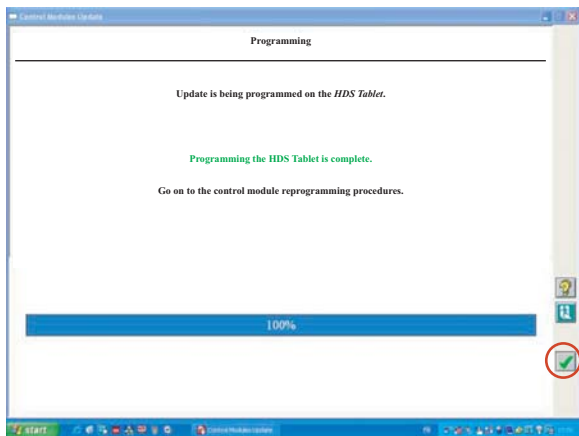 Control Modules Update
Programming
Update is being programmed on the HDS Tablet.
Programming the HDS Tablet is complete.
Go on to the control module reprogramming procedures.
100%
start
Control Modules Update